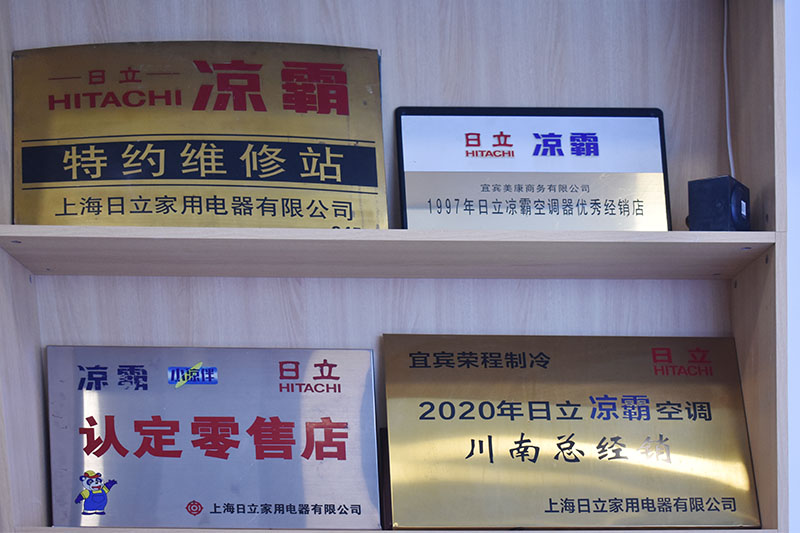 日立
HITACHI 凉霸
特约维修站
上海日立家用电器有限公司
日立
HITACHI 凉霸
宜宾美康商务有限公司
1997年日立凉霸空调器优秀经销店
凉霸 小凉伴 日立
HITACHI
认定零售店
上海日立家用电器有限公司
宜宾荣程制冷 日立
HITACHI
2020年日立凉霸空调
川南总经销
上海日立家用电器有限公司